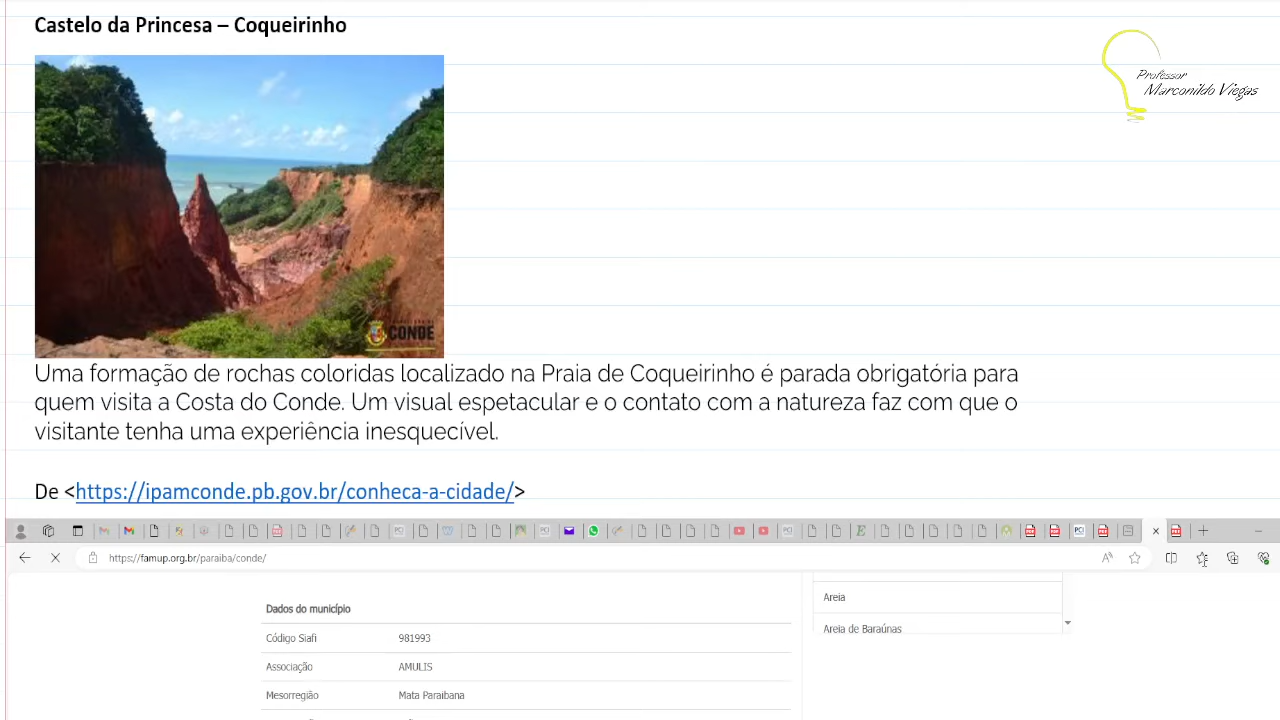 Castelo da Princesa – Coqueirinho
Professor
Marconildo Viegas
CONDE
Uma formação de rochas coloridas localizado na Praia de Coqueirinho é parada obrigatória para
quem visita a Costa do Conde. Um visual espetacular e o contato com a natureza faz com que o
visitante tenha uma experiência inesquecível.
De <https://ipamconde.pb.gov.br/conheca-a-cidade/>
https://famup.org.br/paraiba/conde/
Dados do município
Código Siafi 981993
Associação AMULIS
Mesorregião Mata Paraibana
Areia
Areia de Baraúnas